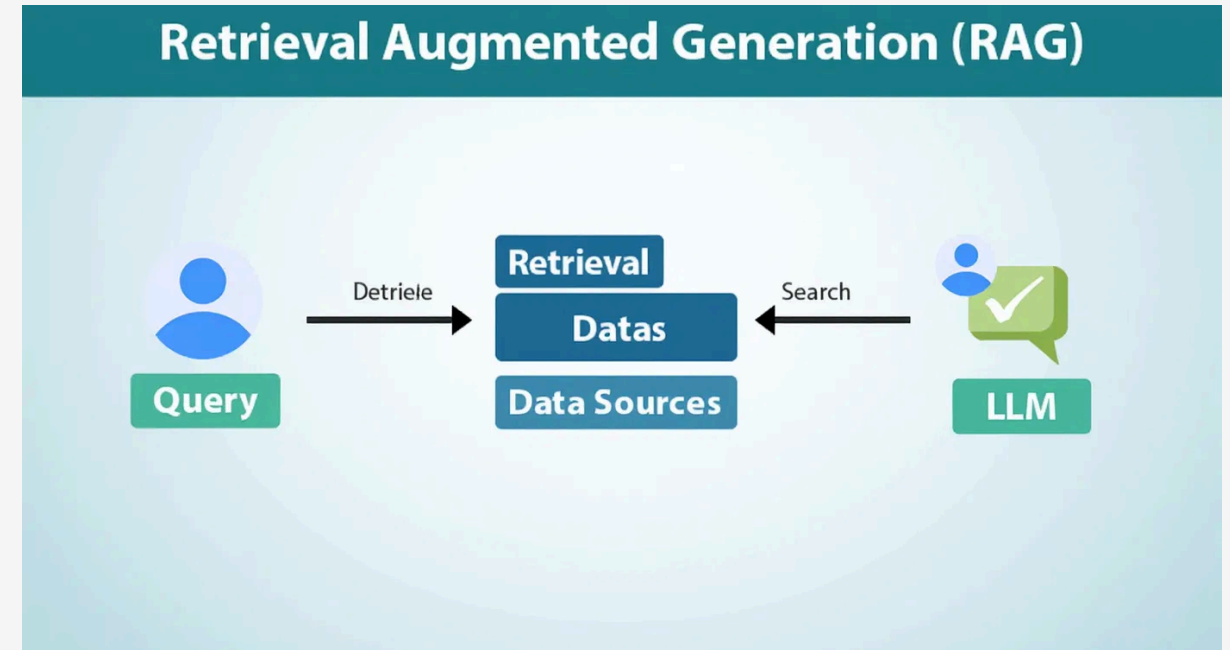 Retrieval Augmented Generation (RAG)
Retrieval
Detriele
Search
Datas
Query
Data Sources
LLM